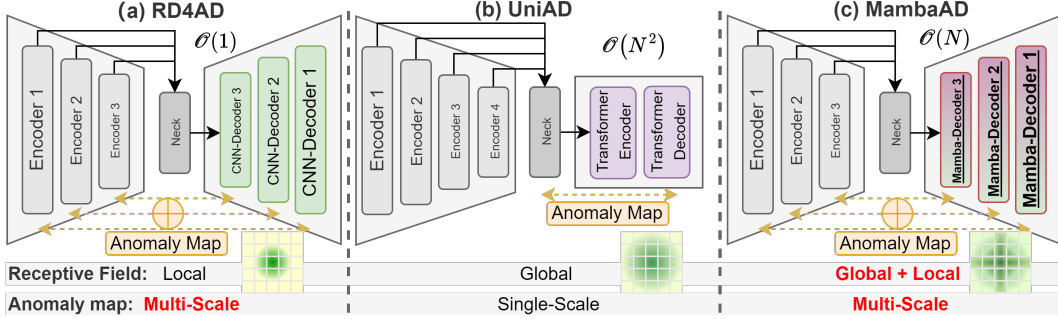 (a) RD4AD
𝒪(1)
Encoder 1
Encoder 2
Encoder 3
Neck
CNN-Decoder 3
CNN-Decoder 2
CNN-Decoder 1
Anomaly Map
(b) UniAD
𝒪(N²)
Encoder 1
Encoder 2
Encoder 3
Encoder 4
Neck
Transformer
Encoder
Transformer
Decoder
Anomaly Map
(c) MambaAD
𝒪(N)
Encoder 1
Encoder 2
Encoder 3
Neck
Mamba-Decoder 3
Mamba-Decoder 2
Mamba-Decoder 1
Anomaly Map
Receptive Field: Local Global Global + Local
Anomaly map: Multi-Scale Single-Scale Multi-Scale